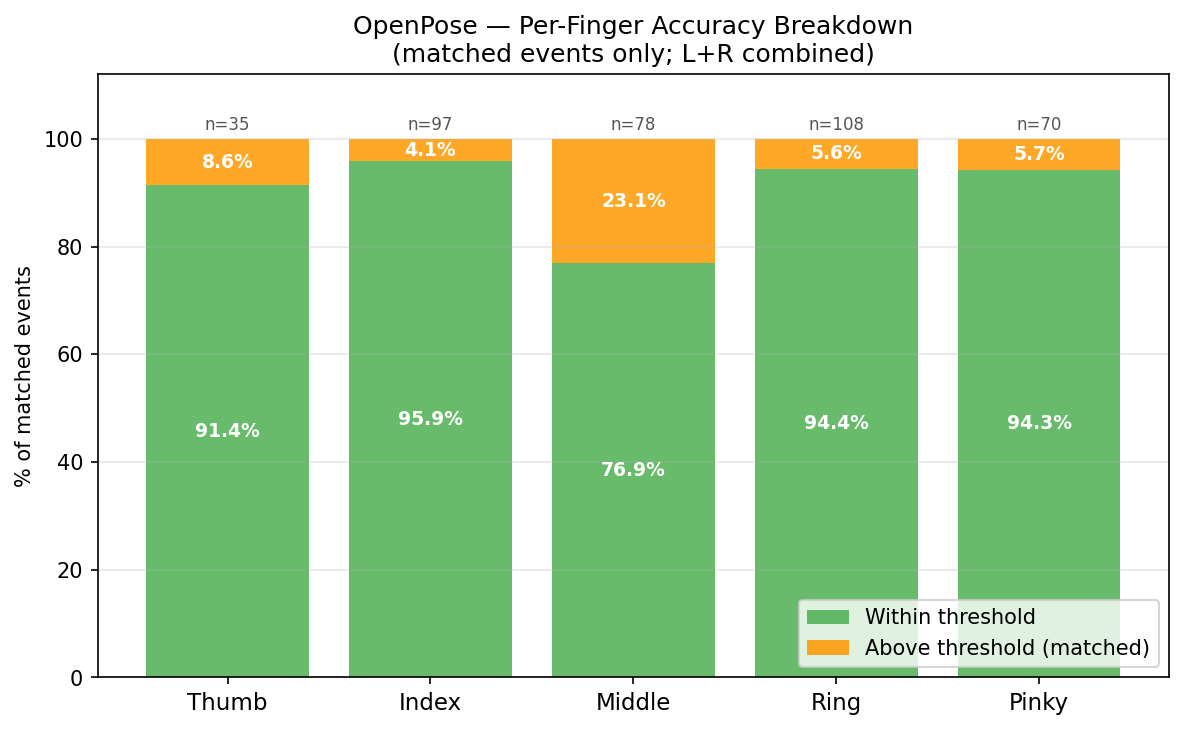 OpenPose — Per-Finger Accuracy Breakdown
(matched events only; L+R combined)
% of matched events
100
80
60
40
20
0
n=35
n=97
n=78
n=108
n=70
8.6%
4.1%
23.1%
5.6%
5.7%
91.4%
95.9%
76.9%
94.4%
94.3%
Within threshold
Above threshold (matched)
Thumb
Index
Middle
Ring
Pinky